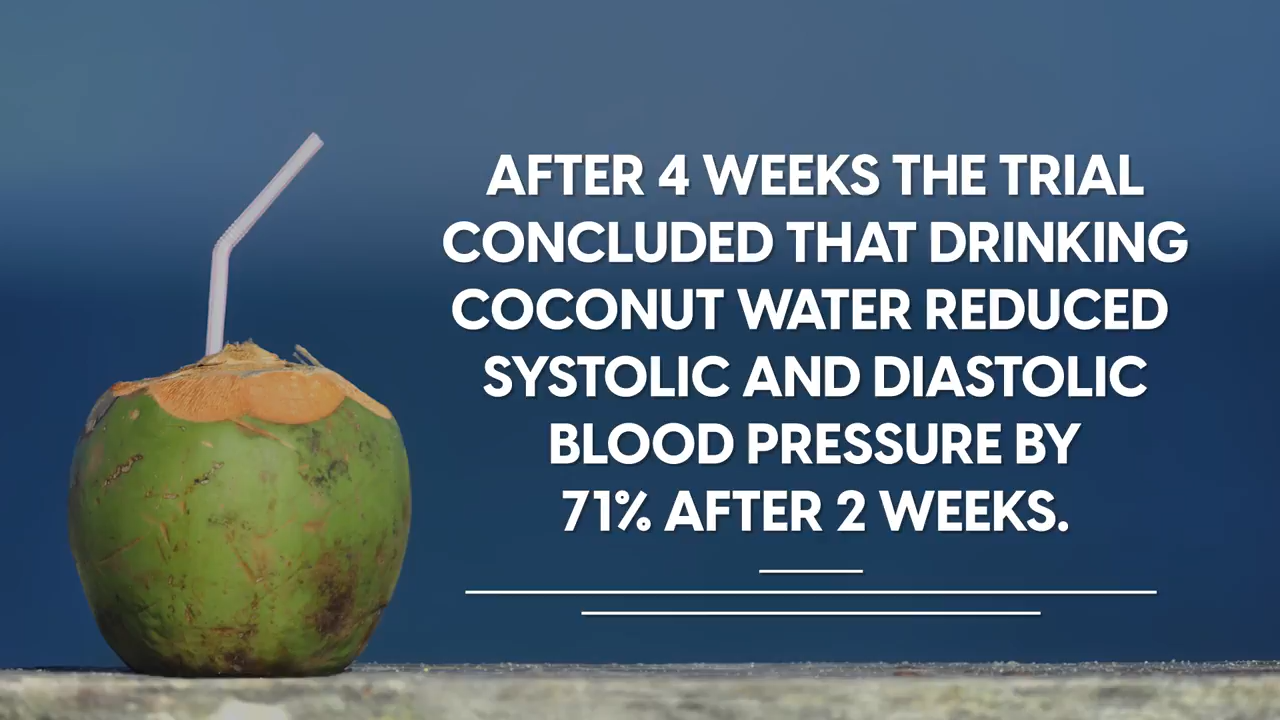 AFTER 4 WEEKS THE TRIAL
CONCLUDED THAT DRINKING
COCONUT WATER REDUCED
SYSTOLIC AND DIASTOLIC
BLOOD PRESSURE BY
71% AFTER 2 WEEKS.